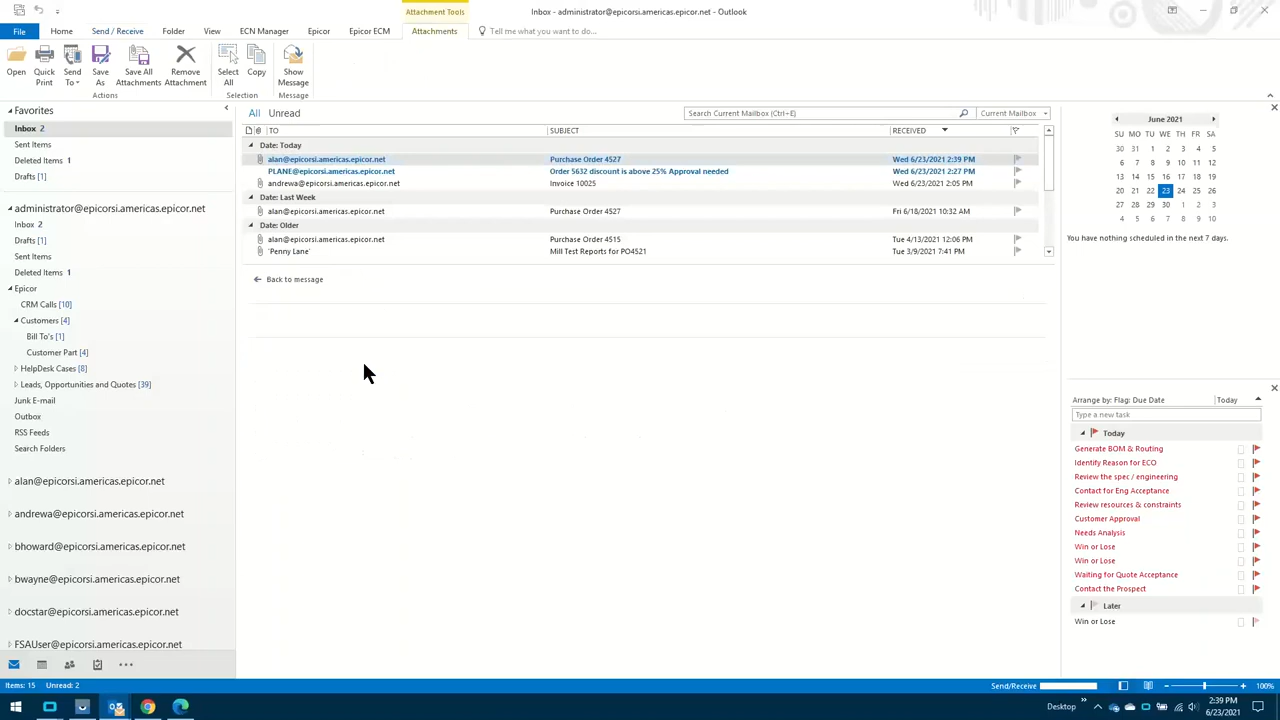 Attachment Tools
Inbox - administrator@epicorsi.americas.epicor.net - Outlook
File Home Send / Receive Folder View ECN Manager Epicor Epicor ECM Attachments Tell me what you want to do...
Open Quick Print Send To Save As Save All Attachments Remove Attachment Select All Copy Show Message
Actions Selection Message
Favorites
Inbox 2
Sent Items
Deleted Items 1
Drafts [1]
administrator@epicorsi.americas.epicor.net
Inbox 2
Drafts [1]
Sent Items
Deleted Items 1
Epicor
CRM Calls [10]
Customers [4]
Bill To's [1]
Customer Part [4]
HelpDesk Cases [8]
Leads, Opportunities and Quotes [39]
Junk E-mail
Outbox
RSS Feeds
Search Folders
alan@epicorsi.americas.epicor.net
andrewa@epicorsi.americas.epicor.net
bhoward@epicorsi.americas.epicor.net
bwayne@epicorsi.americas.epicor.net
docstar@epicorsi.americas.epicor.net
FSAUser@epicorsi.americas.epicor.net
All Unread Search Current Mailbox (Ctrl+E) Current Mailbox
TO SUBJECT RECEIVED
Date: Today
alan@epicorsi.americas.epicor.net Purchase Order 4527 Wed 6/23/2021 2:39 PM
PLANE@epicorsi.americas.epicor.net Order 5632 discount is above 25% Approval needed Wed 6/23/2021 2:27 PM
andrewa@epicorsi.americas.epicor.net Invoice 10025 Wed 6/23/2021 2:05 PM
Date: Last Week
alan@epicorsi.americas.epicor.net Purchase Order 4527 Fri 6/18/2021 10:32 AM
Date: Older
alan@epicorsi.americas.epicor.net Purchase Order 4515 Tue 4/13/2021 12:06 PM
'Penny Lane Mill Test Reports for PO4521 Tue 3/9/2021 7:41 PM
Back to message
June 2021
SU MO TU WE TH FR SA
30 31 1 2 3 4 5
6 7 8 9 10 11 12
13 14 15 16 17 18 19
20 21 22 23 24 25 26
27 28 29 30 1 2 3
4 5 6 7 8 9 10
You have nothing scheduled in the next 7 days.
Arrange by: Flag: Due Date Today
Type a new task
Today
Generate BOM & Routing
Identify Reason for ECO
Review the spec / engineering
Contact for Eng Acceptance
Review resources & constraints
Customer Approval
Needs Analysis
Win or Lose
Win or Lose
Waiting for Quote Acceptance
Contact the Prospect
Later
Win or Lose
Items: 15 Unread: 2 Send/Receive 100%
Desktop 2:39 PM
6/23/2021